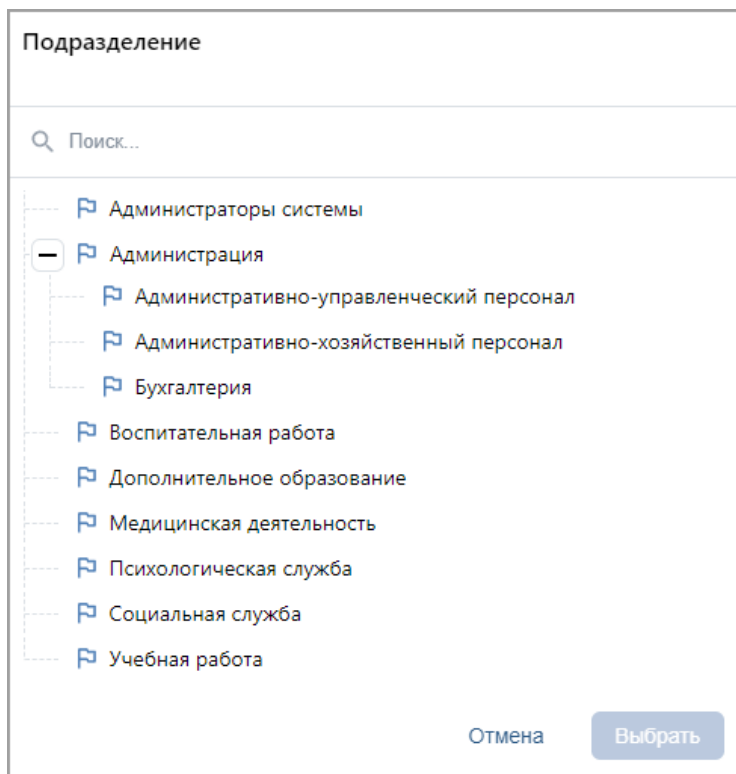 Подразделение
Поиск...
Администраторы системы
Администрация
Административно-управленческий персонал
Административно-хозяйственный персонал
Бухгалтерия
Воспитательная работа
Дополнительное образование
Медицинская деятельность
Психологическая служба
Социальная служба
Учебная работа
Отмена Выбрать